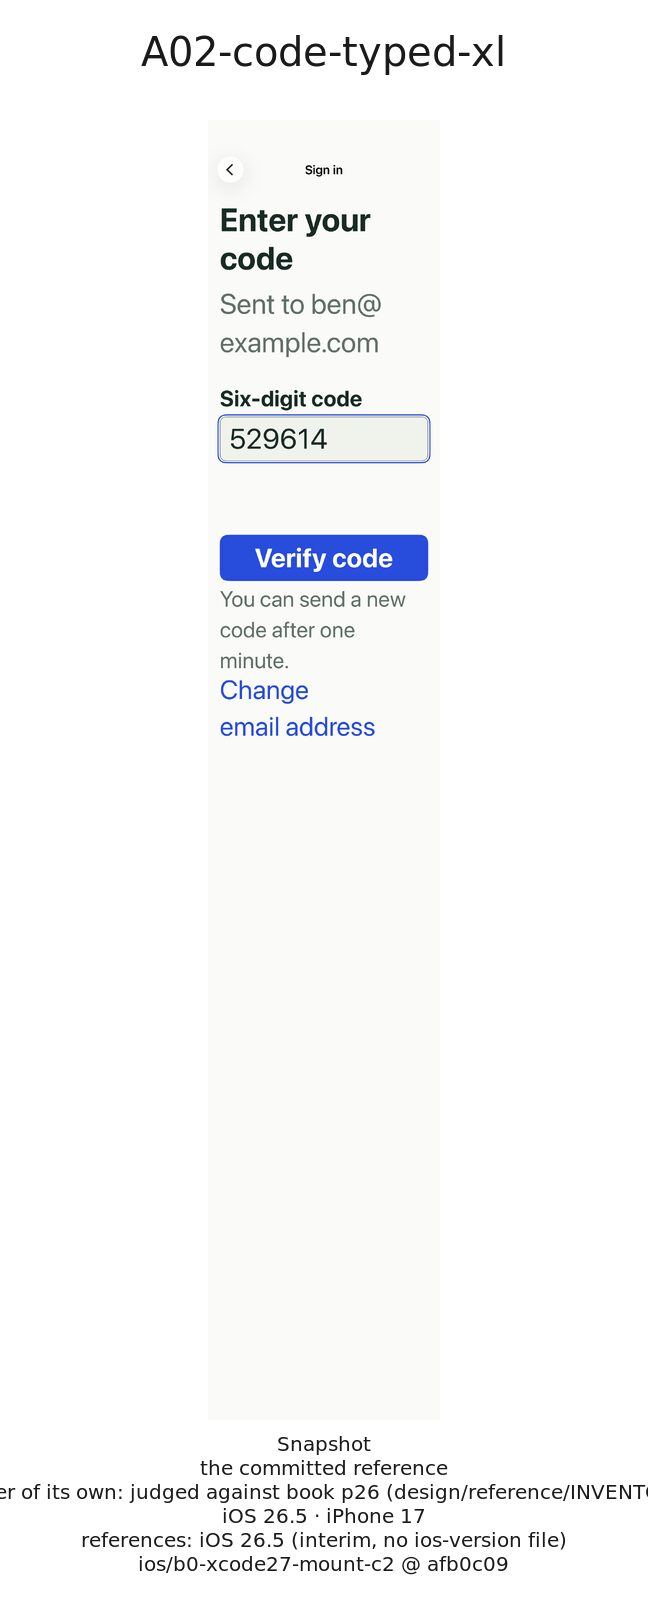 A02-code-typed-xl
Sign in
Enter your
code
Sent to ben@
example.com
Six-digit code
529614
Verify code
You can send a new
code after one
minute.
Change
email address
Snapshot
the committed reference
of its own: judged against book p26 (design/reference/
iOS 26.5 · iPhone 17
references: iOS 26.5 (interim, no ios-version file)
ios/b0-xcode27-mount-c2 @ afb0c09